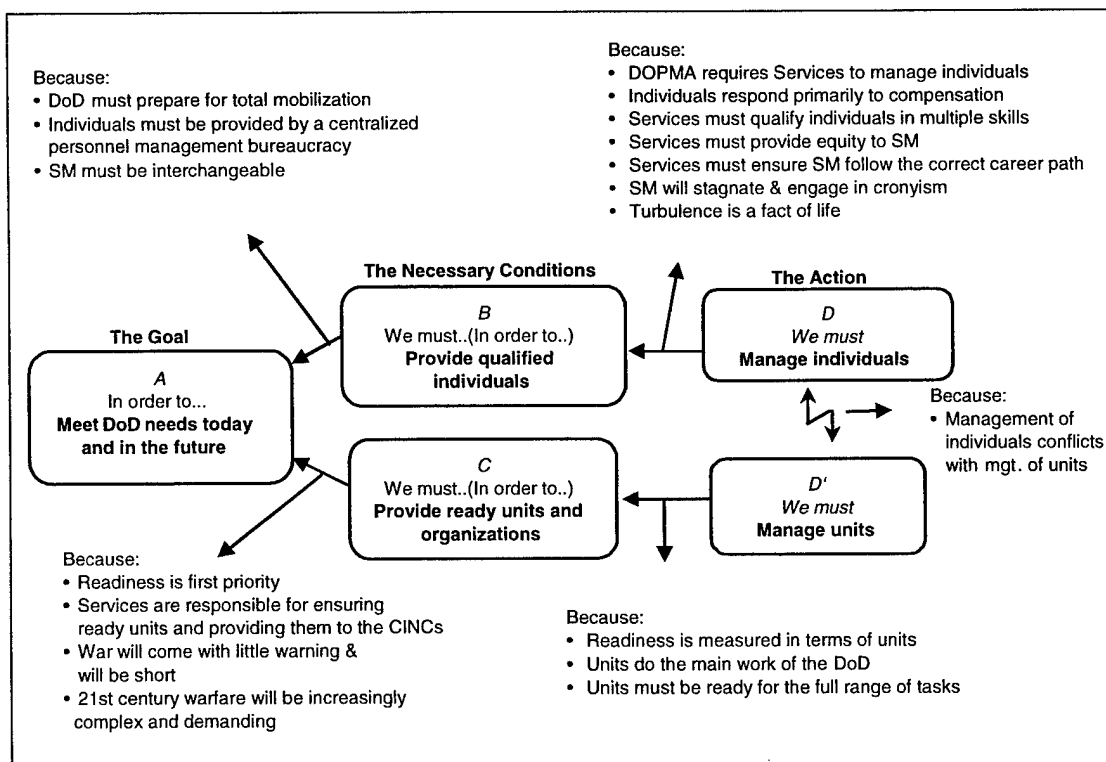 Because:
• DoD must prepare for total mobilization
• Individuals must be provided by a centralized
personnel management bureaucracy
• SM must be interchangeable
Because:
• DOPMA requires Services to manage individuals
• Individuals respond primarily to compensation
• Services must qualify individuals in multiple skills
• Services must provide equity to SM
• Services must ensure SM follow the correct career path
• SM will stagnate & engage in cronyism
• Turbulence is a fact of life
The Goal
A
In order to...
Meet DoD needs today
and in the future
The Necessary Conditions
B
We must..(In order to..)
Provide qualified
individuals
C
We must..(In order to..)
Provide ready units and
organizations
The Action
D
We must
Manage individuals
Because:
• Management of
individuals conflicts
with mgt. of units
D'
We must
Manage units
Because:
• Readiness is first priority
• Services are responsible for ensuring
ready units and providing them to the CINCs
• War will come with little warning &
will be short
• 21st century warfare will be increasingly
complex and demanding
Because:
• Readiness is measured in terms of units
• Units do the main work of the DoD
• Units must be ready for the full range of tasks